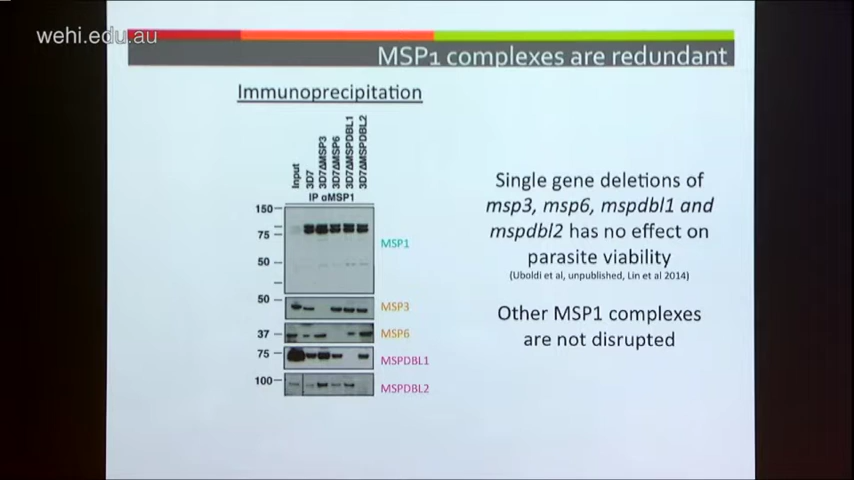 wehi.edu.au
MSP1 complexes are redundant
Immunoprecipitation
Input
3D7
3D7ΔMSP3
3D7ΔMSP6
3D7ΔMSPDBL1
3D7ΔMSPDBL2
IP αMSP1
150
75
50
MSP1
50
MSP3
37
MSP6
75
MSPDBL1
100
MSPDBL2
Single gene deletions of
msp3, msp6, mspdbl1 and
mspdbl2 has no effect on
parasite viability
(Uboldi et al, unpublished, Lin et al 2014)
Other MSP1 complexes
are not disrupted